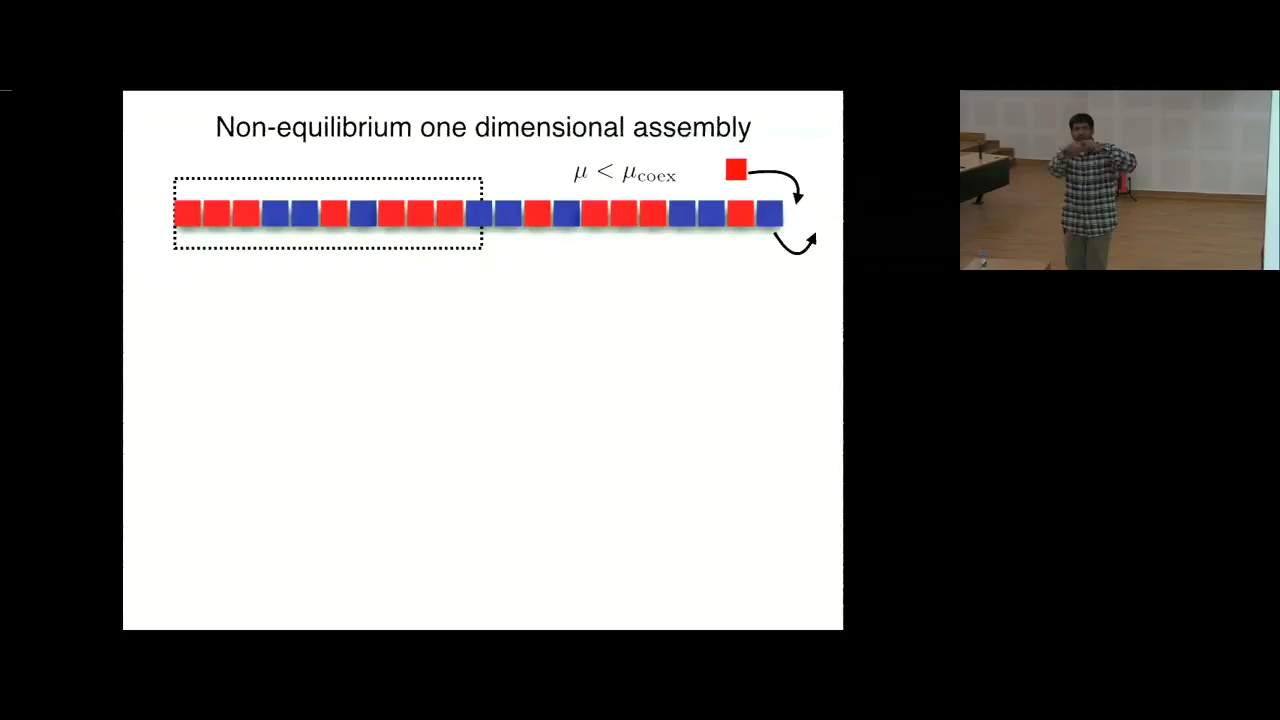 Non-equilibrium one dimensional assembly
μ < μ_coex